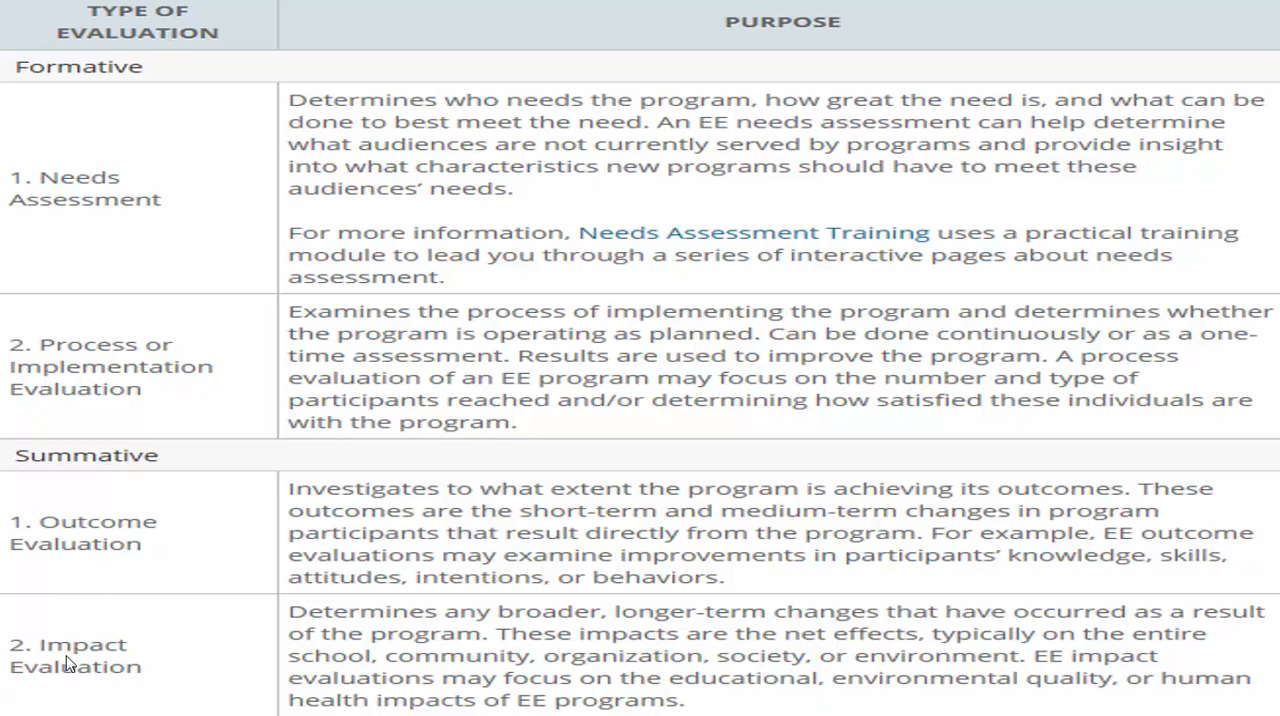 TYPE OF
EVALUATION
PURPOSE
Formative
1. Needs
Assessment
Determines who needs the program, how great the need is, and what can be
done to best meet the need. An EE needs assessment can help determine
what audiences are not currently served by programs and provide insight
into what characteristics new programs should have to meet these
audiences’ needs.
For more information, Needs Assessment Training uses a practical training
module to lead you through a series of interactive pages about needs
assessment.
2. Process or
Implementation
Evaluation
Examines the process of implementing the program and determines whether
the program is operating as planned. Can be done continuously or as a one-
time assessment. Results are used to improve the program. A process
evaluation of an EE program may focus on the number and type of
participants reached and/or determining how satisfied these individuals are
with the program.
Summative
1. Outcome
Evaluation
Investigates to what extent the program is achieving its outcomes. These
outcomes are the short-term and medium-term changes in program
participants that result directly from the program. For example, EE outcome
evaluations may examine improvements in participants’ knowledge, skills,
attitudes, intentions, or behaviors.
2. Impact
Evaluation
Determines any broader, longer-term changes that have occurred as a result
of the program. These impacts are the net effects, typically on the entire
school, community, organization, society, or environment. EE impact
evaluations may focus on the educational, environmental quality, or human
health impacts of EE programs.